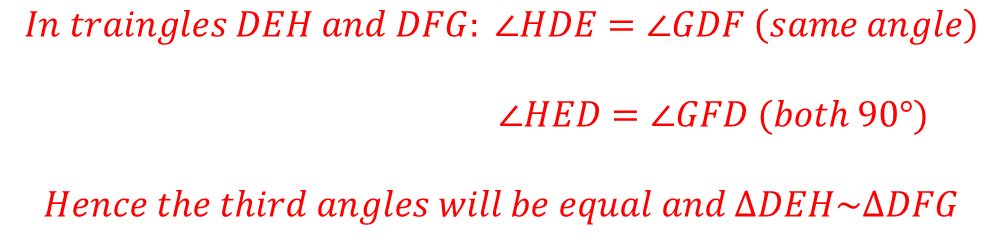 In traingles DEH and DFG: ∠HDE = ∠GDF (same angle)
∠HED = ∠GFD (both 90°)
Hence the third angles will be equal and ΔDEH~ΔDFG